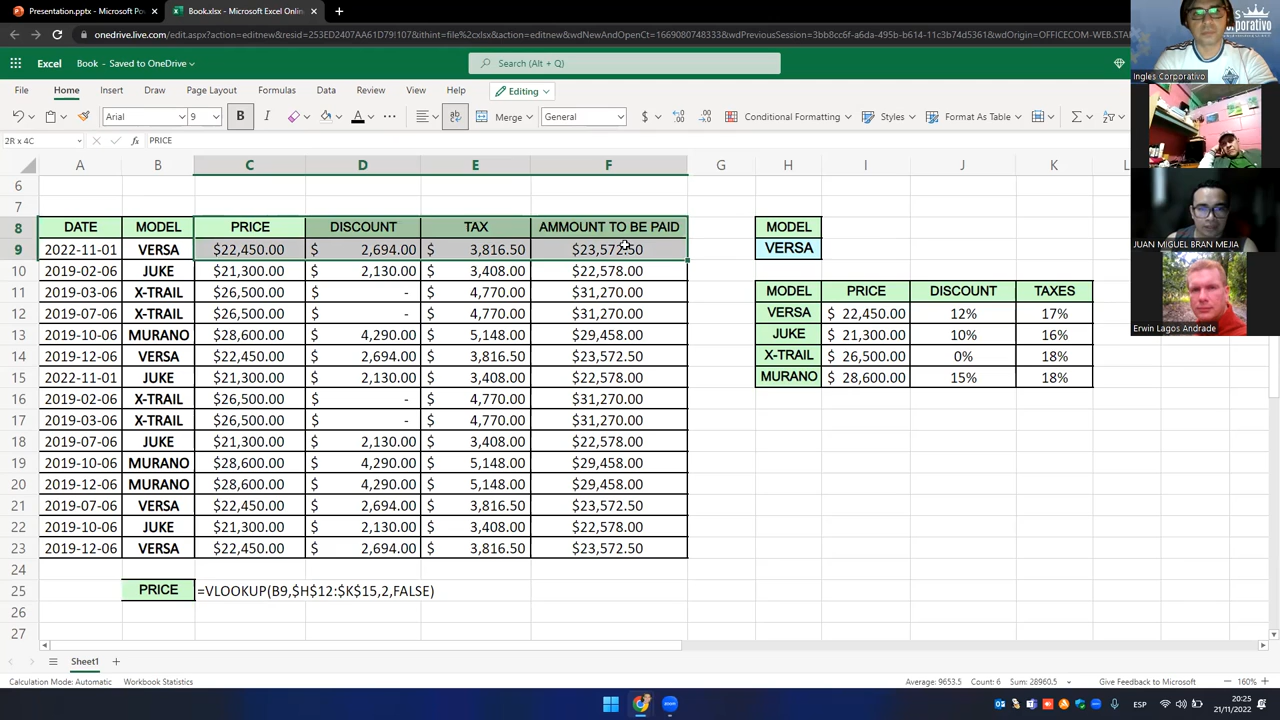 Presentation.pptx - Microsoft Pow
Book.xlsx - Microsoft Excel Online
onedrive.live.com/edit.aspx?action=editnew&resid=253ED2407AA61D79!107&ithint=file%2cxlsx&action=editnew&wdNewAndOpenCt=1669080748333&wdPreviousSession=3bb8cc6f-a6da-495b-b614-11c3b74d5361&wdOrigin=OFFICECOM-WEB.STA
Excel Book - Saved to OneDrive Search (Alt + Q)
File Home Insert Draw Page Layout Formulas Data Review View Editing
Arial 9 B I A ab Merge General $ Conditional Formatting Styles Format As Table
2R x 4C fx PRICE
A B C D E F G H I J K L
6
7
8 DATE MODEL PRICE DISCOUNT TAX AMMOUNT TO BE PAID MODEL
9 2022-11-01 VERSA $22,450.00 $ 2,694.00 $ 3,816.50 $23,572.50 VERSA
10 2019-02-06 JUKE $21,300.00 $ 2,130.00 $ 3,408.00 $22,578.00
11 2019-03-06 X-TRAIL $26,500.00 $ - $ 4,770.00 $31,270.00 MODEL PRICE DISCOUNT TAXES
12 2019-07-06 X-TRAIL $26,500.00 $ - $ 4,770.00 $31,270.00 VERSA $ 22,450.00 12% 17%
13 2019-10-06 MURANO $28,600.00 $ 4,290.00 $ 5,148.00 $29,458.00 JUKE $ 21,300.00 10% 16%
14 2019-12-06 VERSA $22,450.00 $ 2,694.00 $ 3,816.50 $23,572.50 X-TRAIL $ 26,500.00 0% 18%
15 2022-11-01 JUKE $21,300.00 $ 2,130.00 $ 3,408.00 $22,578.00 MURANO $ 28,600.00 15% 18%
16 2019-02-06 X-TRAIL $26,500.00 $ - $ 4,770.00 $31,270.00
17 2019-03-06 X-TRAIL $26,500.00 $ - $ 4,770.00 $31,270.00
18 2019-07-06 JUKE $21,300.00 $ 2,130.00 $ 3,408.00 $22,578.00
19 2019-10-06 MURANO $28,600.00 $ 4,290.00 $ 5,148.00 $29,458.00
20 2019-12-06 MURANO $28,600.00 $ 4,290.00 $ 5,148.00 $29,458.00
21 2019-07-06 VERSA $22,450.00 $ 2,694.00 $ 3,816.50 $23,572.50
22 2019-10-06 JUKE $21,300.00 $ 2,130.00 $ 3,408.00 $22,578.00
23 2019-12-06 VERSA $22,450.00 $ 2,694.00 $ 3,816.50 $23,572.50
24
25 PRICE =VLOOKUP(B9,$H$12:$K$15,2,FALSE)
26
27
Sheet1
Calculation Mode: Automatic Workbook Statistics Average: 9653.5 Count: 6 Sum: 28960.5 Give Feedback to Microsoft 160%
ESP 20:25
21/11/2022
Ingles Corporativo
JUAN MIGUEL BRAN MEJIA
Erwin Lagos Andrade